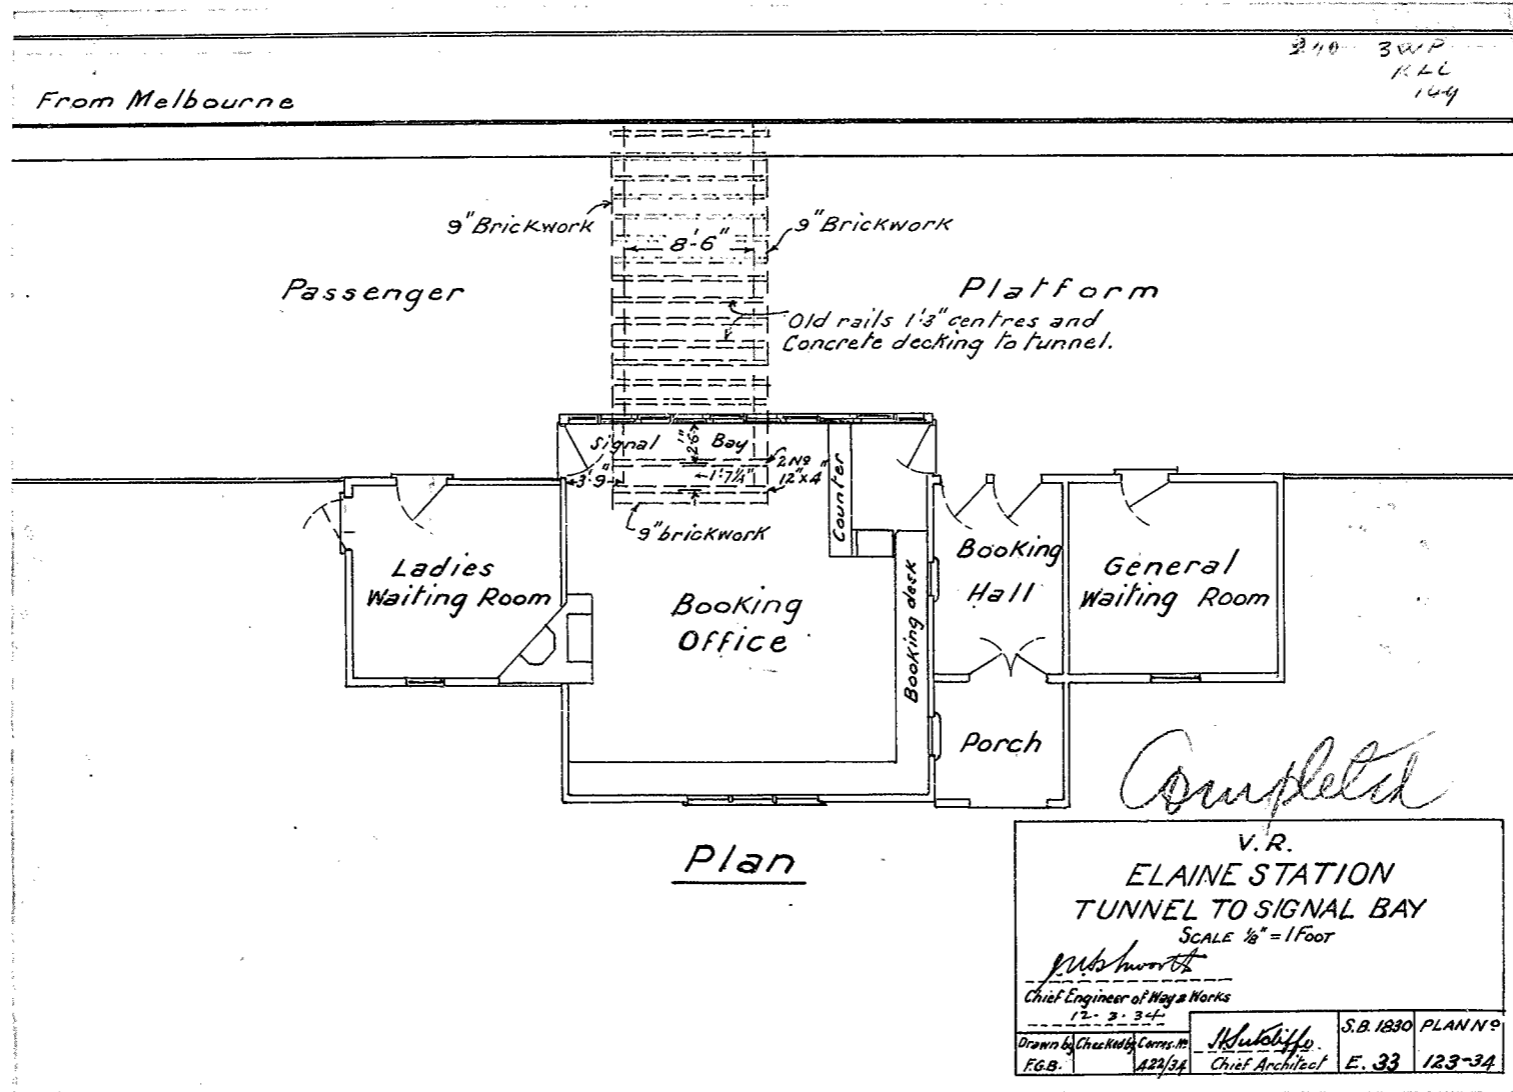 240 3WP
From Melbourne
9" Brickwork
8'-6"
9" Brickwork
Passenger
Platform
Old rails 1'-3" centres and
Concrete decking to tunnel.
Signal Bay
2'6"
3'-9"
1'-7¼"
2 No
12"x4"
9" brickwork
Counter
Ladies
Waiting Room
Booking
Office
Booking desk
Booking
Hall
General
Waiting Room
Porch
Completed
Plan
V.R.
ELAINE STATION
TUNNEL TO SIGNAL BAY
SCALE ⅛" = 1 FOOT
Chief Engineer of Way & Works
12-3-34
Drawn by Checked by Corres. No
F.G.B. A22/34
Chief Architect
S.B. 1830
E. 33
PLAN No
123-34